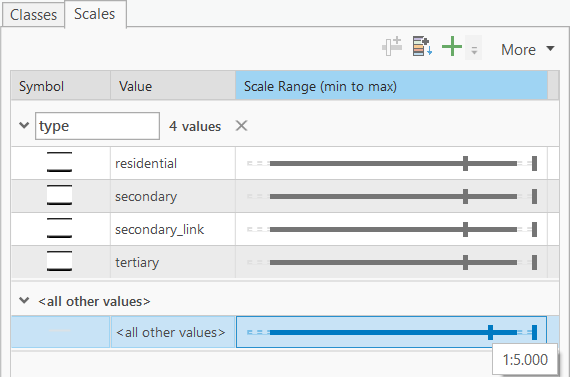 Classes Scales
More
Symbol Value Scale Range (min to max)
type 4 values
residential
secondary
secondary_link
tertiary
<all other values>
<all other values>
1:5.000